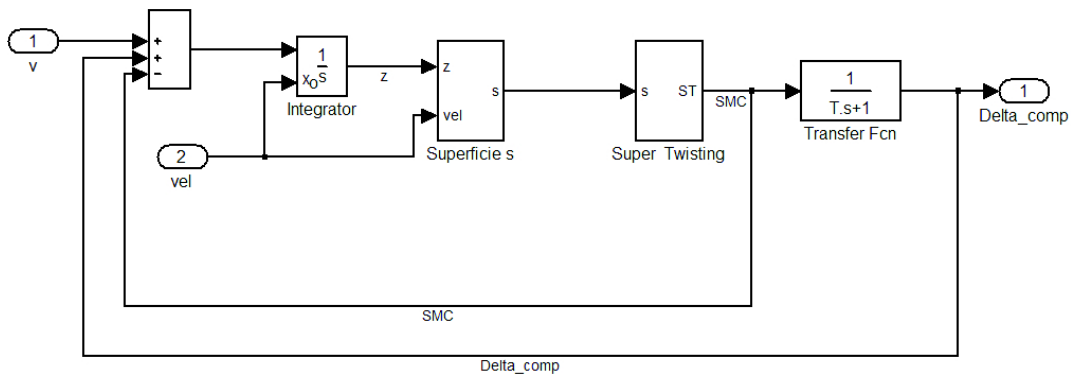 1
v
+
+
−
1
s
xo
Integrator
z
2
vel
z
vel
s
Superficie s
s
ST
Super Twisting
SMC
1
T.s+1
Transfer Fcn
1
Delta_comp
SMC
Delta_comp